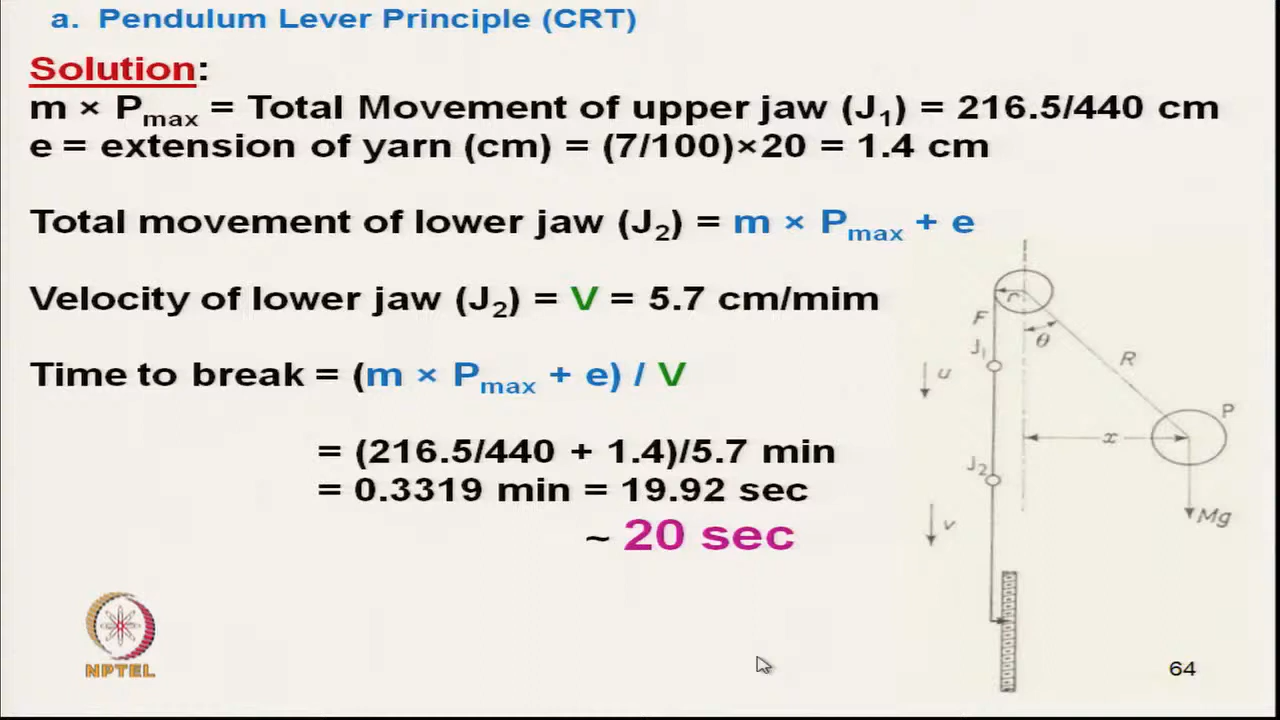 a. Pendulum Lever Principle (CRT)
Solution:
m × Pmax = Total Movement of upper jaw (J1) = 216.5/440 cm
e = extension of yarn (cm) = (7/100)×20 = 1.4 cm
Total movement of lower jaw (J2) = m × Pmax + e
Velocity of lower jaw (J2) = V = 5.7 cm/mim
Time to break = (m × Pmax + e) / V
= (216.5/440 + 1.4)/5.7 min
= 0.3319 min = 19.92 sec
~ 20 sec
r
F
θ
J1
R
u
P
x
J2
Mg
v
NPTEL
64